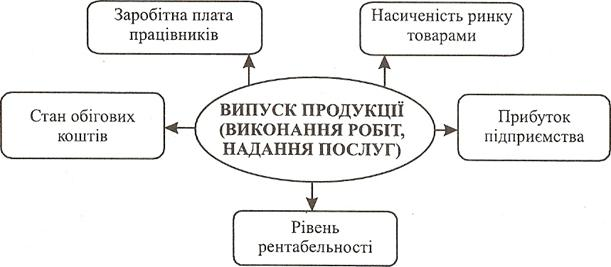 Заробітна плата
працівників
Насиченість ринку
товарами
Стан обігових
коштів
ВИПУСК ПРОДУКЦІЇ
(ВИКОНАННЯ РОБІТ,
НАДАННЯ ПОСЛУГ)
Прибуток
підприємства
Рівень
рентабельності